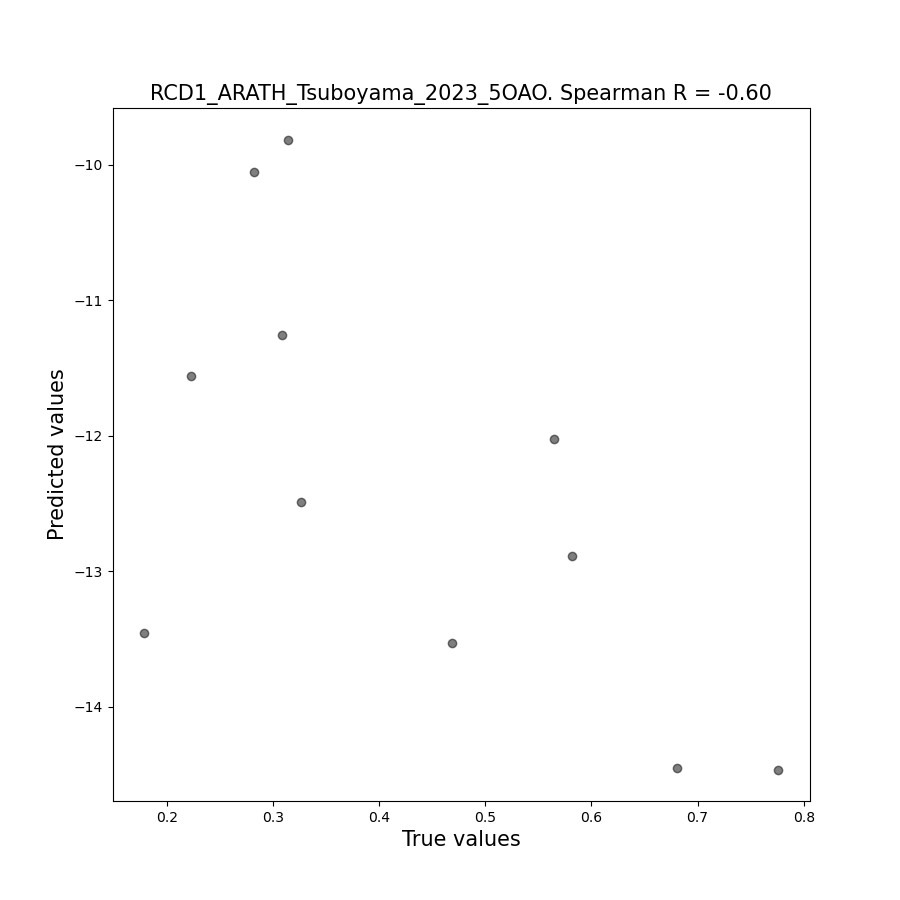 RCD1_ARATH_Tsuboyama_2023_5OAO. Spearman R = -0.60
Predicted values
−10
−11
−12
−13
−14
0.2 0.3 0.4 0.5 0.6 0.7 0.8
True values